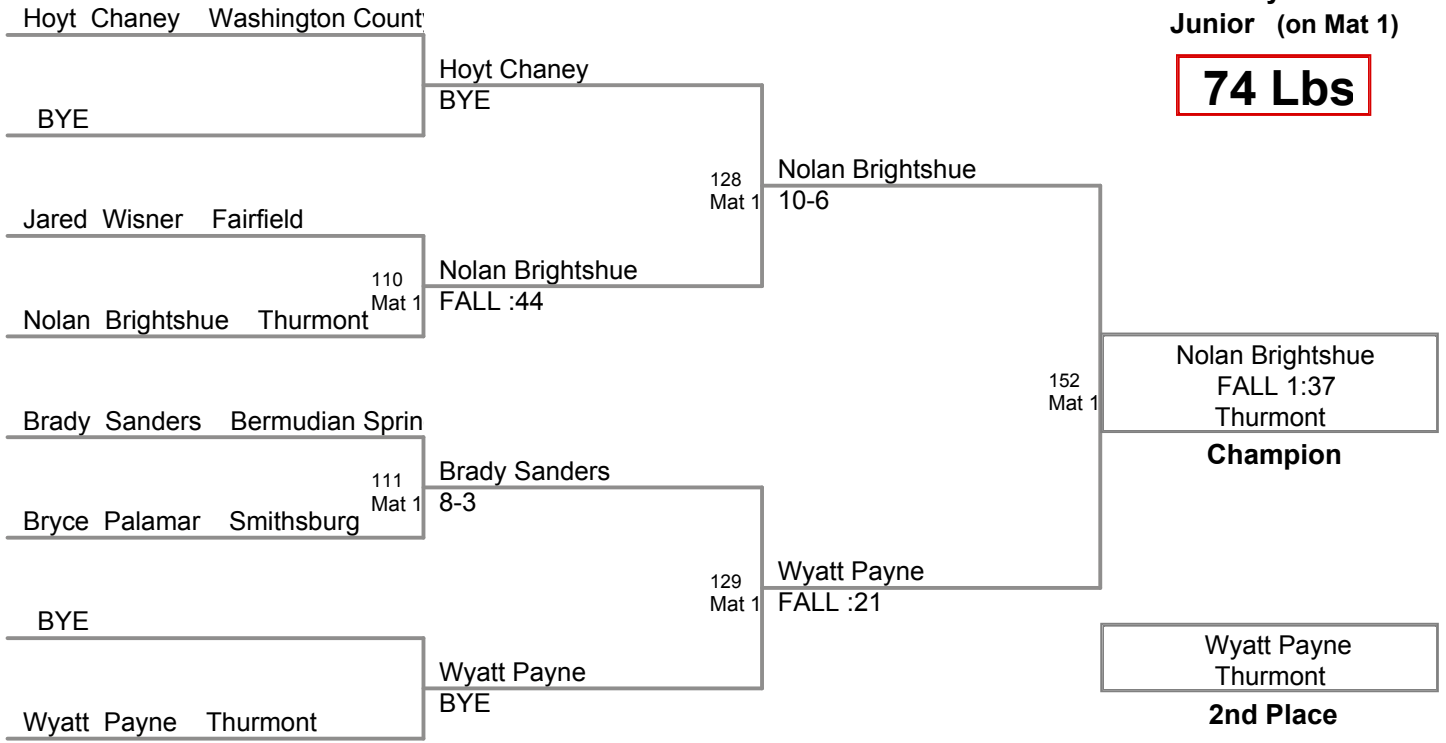 Hoyt Chaney Washington County
Junior (on Mat 1)
74 Lbs
Hoyt Chaney
BYE
BYE
128
Mat 1
Nolan Brightshue
10-6
Jared Wisner Fairfield
110
Mat 1
Nolan Brightshue
FALL :44
Nolan Brightshue Thurmont
152
Mat 1
Nolan Brightshue
FALL 1:37
Thurmont
Champion
Brady Sanders Bermudian Sprin
111
Mat 1
Brady Sanders
8-3
Bryce Palamar Smithsburg
129
Mat 1
Wyatt Payne
FALL :21
BYE
Wyatt Payne
BYE
Wyatt Payne Thurmont
Wyatt Payne
Thurmont
2nd Place